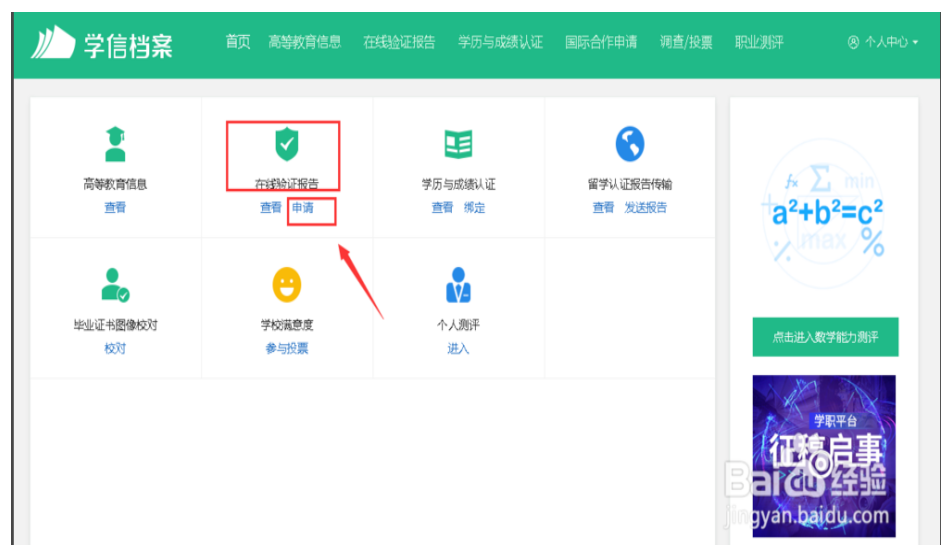 学信档案
首页 高等教育信息 在线验证报告 学历与成绩认证 国际合作申请 调查/投票 职业测评 个人中心
高等教育信息
查看
在线验证报告
查看 申请
学历与成绩认证
查看 绑定
留学认证报告传输
查看 发送报告
毕业证书图像校对
校对
学校满意度
参与投票
个人测评
进入
fx Σ min
a²+b²=c²
÷ max %
点击进入数学能力测评
学职平台
征稿启事
Baidu 经验
jingyan.baidu.com